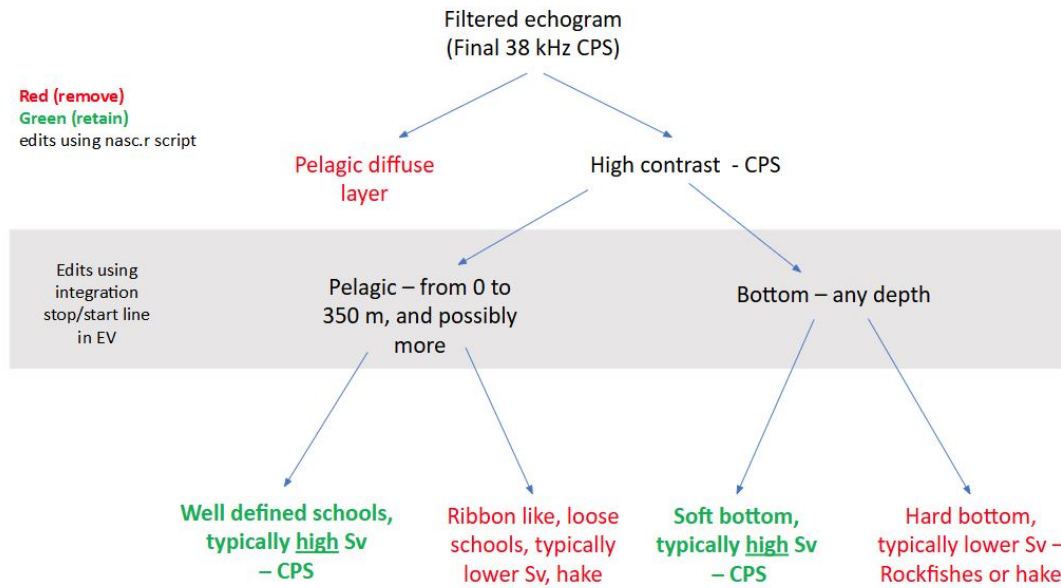 Filtered echogram
(Final 38 kHz CPS)
Red (remove)
Green (retain)
edits using nasc.r script
Pelagic diffuse
layer
High contrast - CPS
Edits using
integration
stop/start line
in EV
Pelagic – from 0 to
350 m, and possibly
more
Bottom – any depth
Well defined schools,
typically high Sv
– CPS
Ribbon like, loose
schools, typically
lower Sv, hake
Soft bottom,
typically high Sv
– CPS
Hard bottom,
typically lower Sv –
Rockfishes or hake